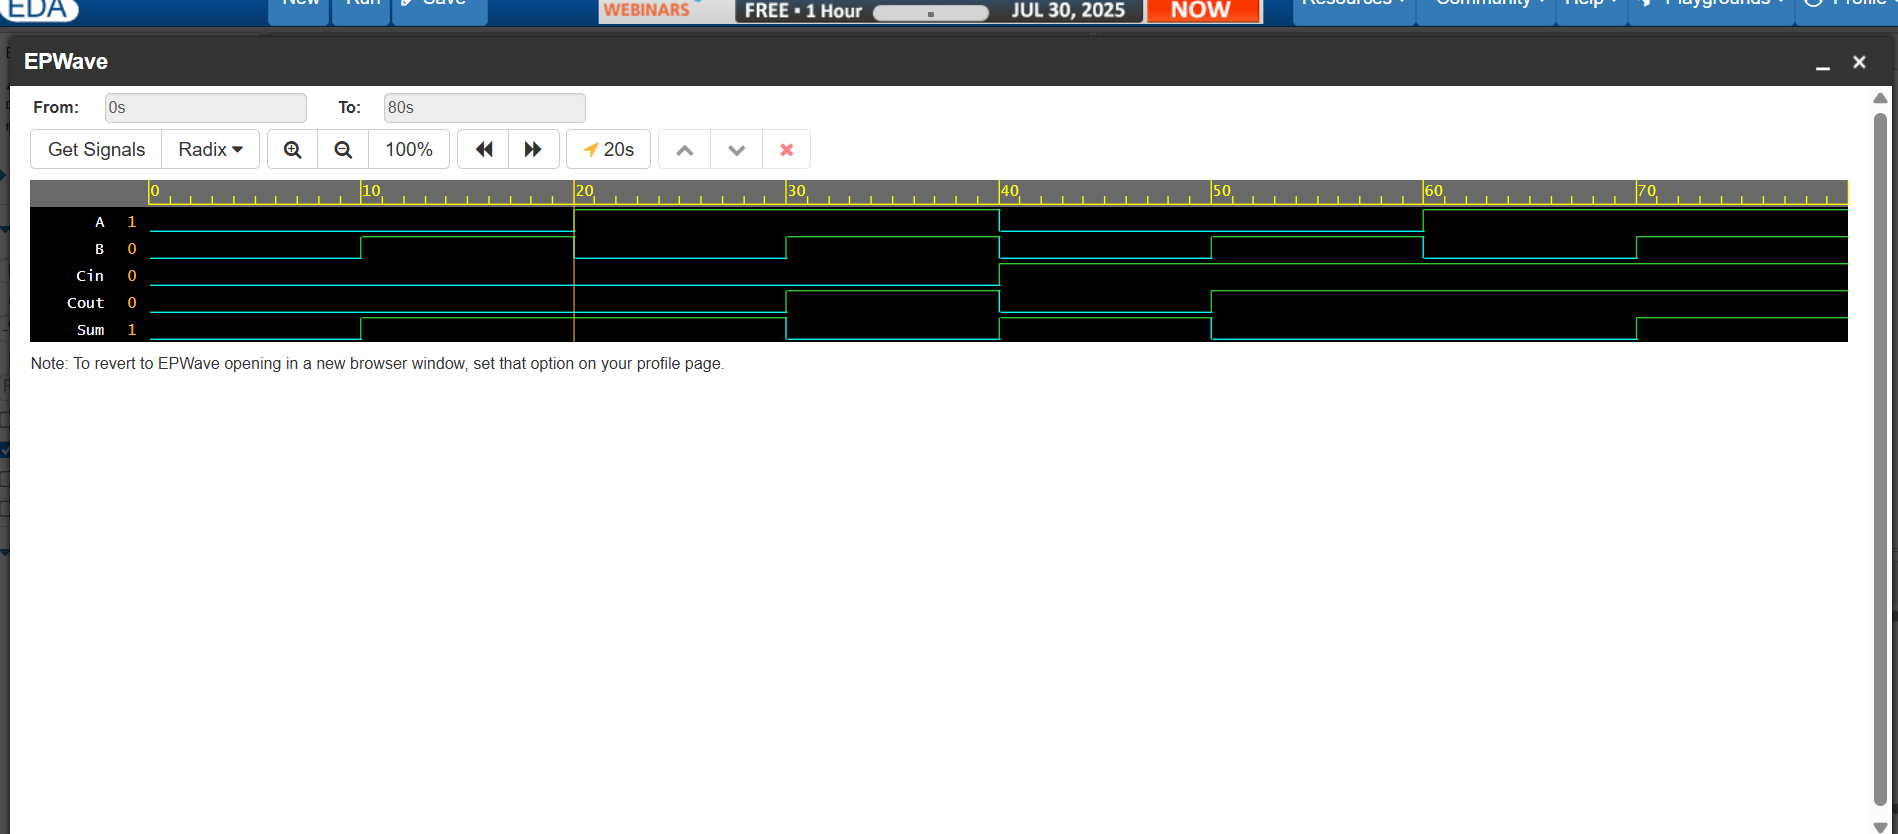 EDA
New Run Save
WEBINARS FREE • 1 Hour JUL 30, 2025 NOW
Resources Community Help Playgrounds Profile
EPWave
From: 0s To: 80s
Get Signals Radix 100% 20s
0 10 20 30 40 50 60 70
A 1
B 0
Cin 0
Cout 0
Sum 1
Note: To revert to EPWave opening in a new browser window, set that option on your profile page.